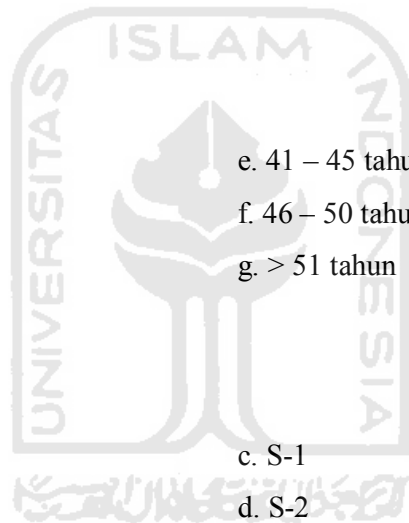 ISLAM
UNIVERSITAS
INDONESIA
e. 41 – 45 tahu
f. 46 – 50 tahu
g. > 51 tahun
c. S-1
d. S-2